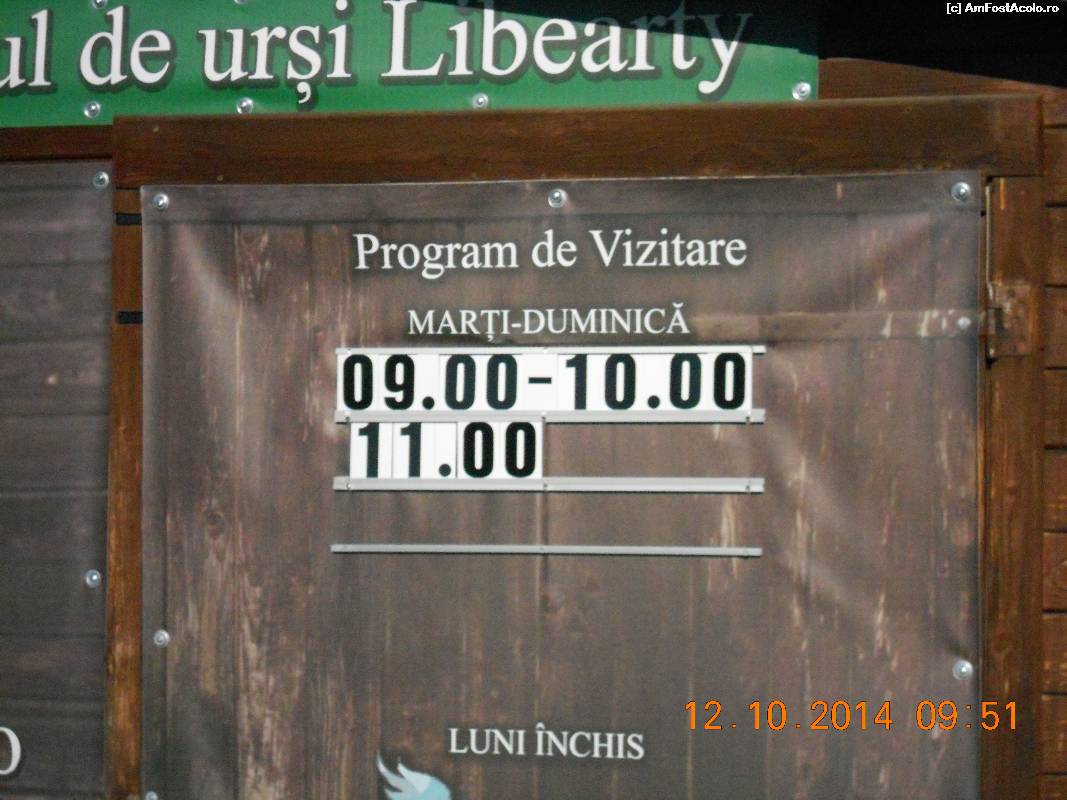 [c] AmFostAcolo.ro
ul de urși Libearty
Program de Vizitare
MARȚI-DUMINICĂ
09.00-10.00
11.00
LUNI ÎNCHIS
12.10.2014 09:51